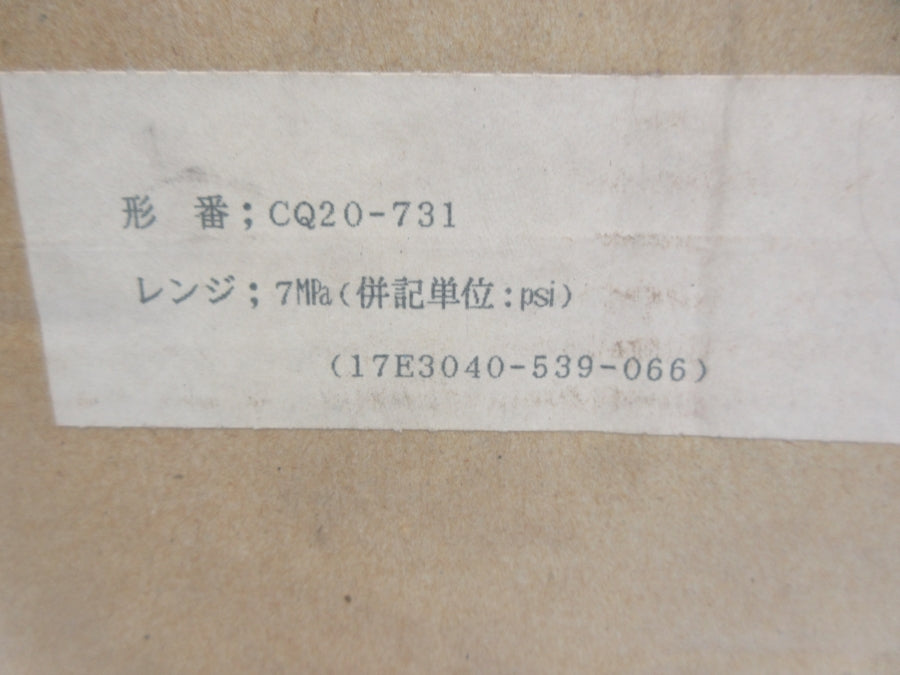 形　番；CQ20-731
レンジ；7㎫(併記単位:psi)
(17E3040-539-066)